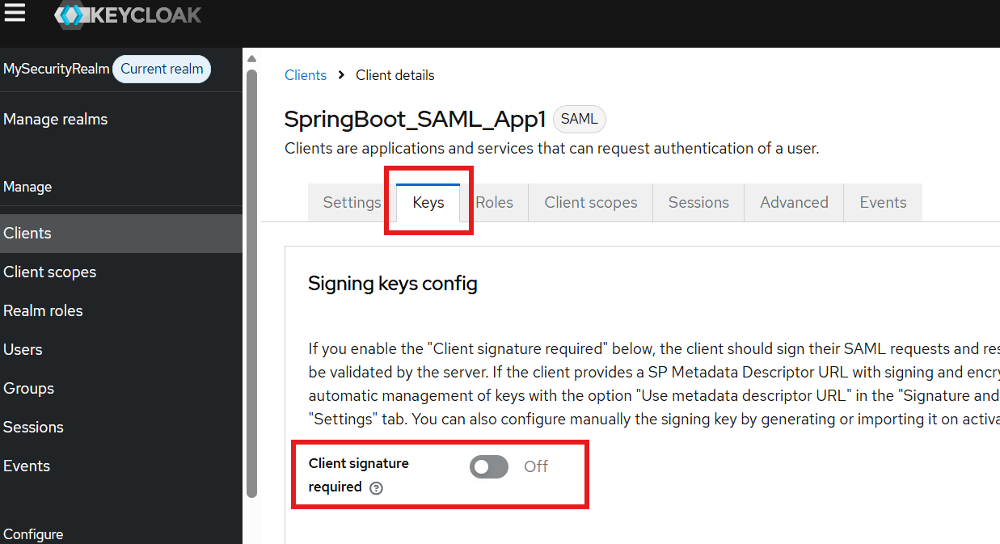 KEYCLOAK
MySecurityRealm Current realm
Manage realms
Manage
Clients
Client scopes
Realm roles
Users
Groups
Sessions
Events
Configure
Clients > Client details
SpringBoot_SAML_App1 SAML
Clients are applications and services that can request authentication of a user.
Settings Keys Roles Client scopes Sessions Advanced Events
Signing keys config
If you enable the "Client signature required" below, the client should sign their SAML requests and res
be validated by the server. If the client provides a SP Metadata Descriptor URL with signing and encry
automatic management of keys with the option "Use metadata descriptor URL" in the "Signature and
"Settings" tab. You can also configure manually the signing key by generating or importing it on activa
Client signature
required ?
Off